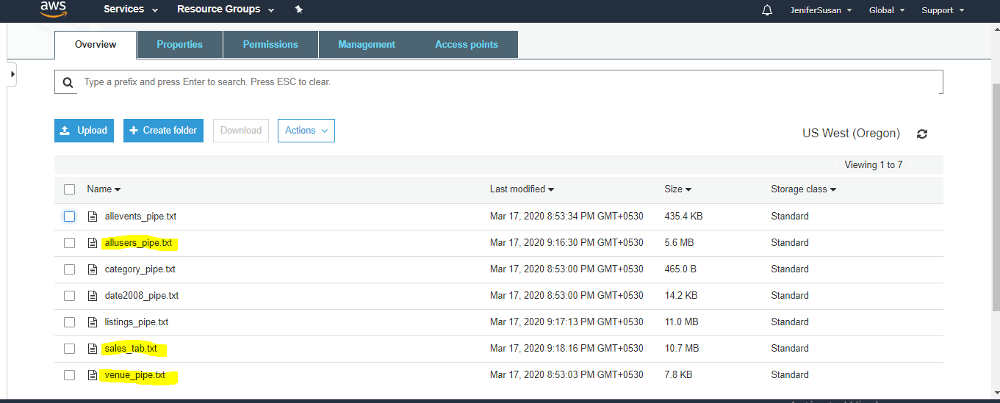 aws Services Resource Groups JeniferSusan Global Support
Overview Properties Permissions Management Access points
Type a prefix and press Enter to search. Press ESC to clear.
Upload Create folder Download Actions US West (Oregon)
Viewing 1 to 7
Name Last modified Size Storage class
allevents_pipe.txt Mar 17, 2020 8:53:34 PM GMT+0530 435.4 KB Standard
allusers_pipe.txt Mar 17, 2020 9:16:30 PM GMT+0530 5.6 MB Standard
category_pipe.txt Mar 17, 2020 8:53:00 PM GMT+0530 465.0 B Standard
date2008_pipe.txt Mar 17, 2020 8:53:00 PM GMT+0530 14.2 KB Standard
listings_pipe.txt Mar 17, 2020 9:17:13 PM GMT+0530 11.0 MB Standard
sales_tab.txt Mar 17, 2020 9:18:16 PM GMT+0530 10.7 MB Standard
venue_pipe.txt Mar 17, 2020 8:53:03 PM GMT+0530 7.8 KB Standard